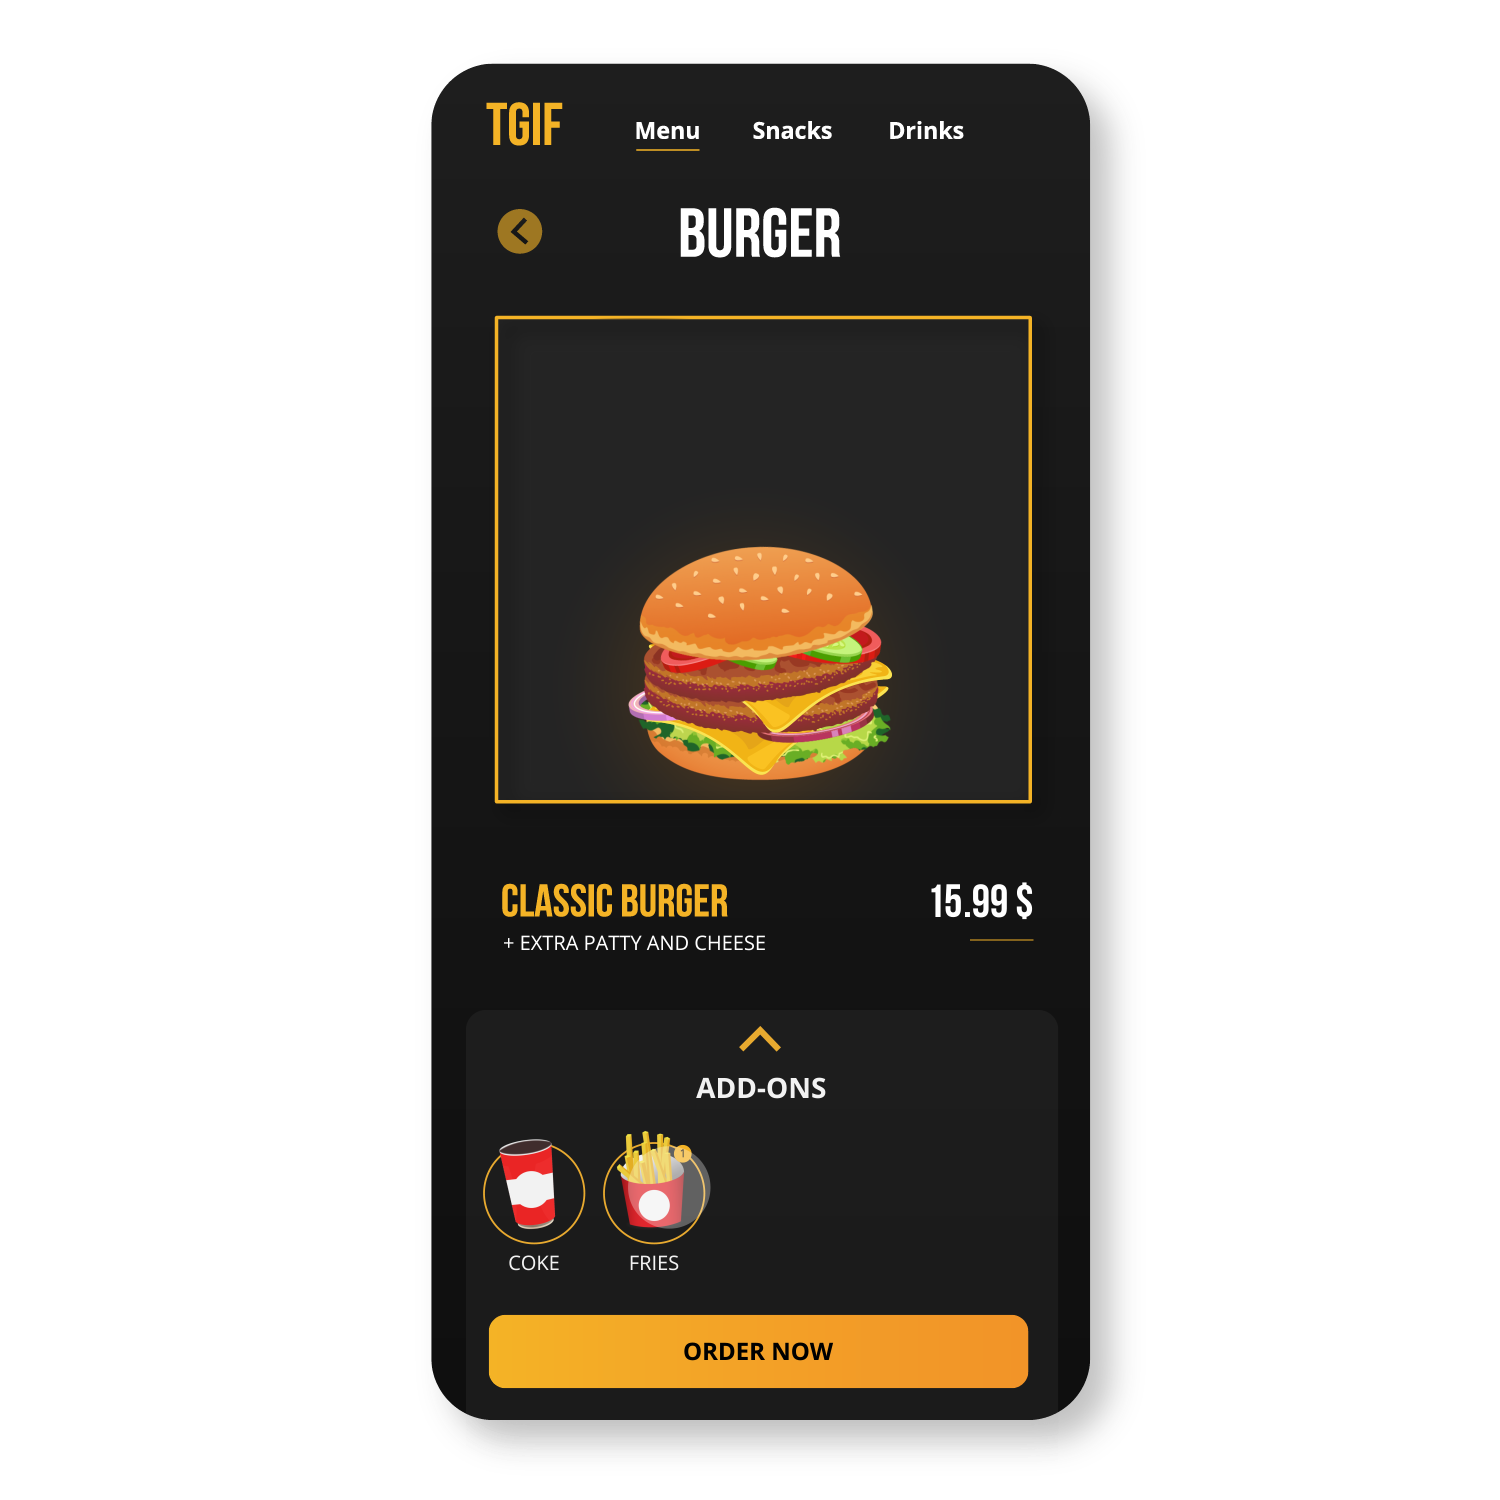 TGIF
Menu Snacks Drinks
BURGER
CLASSIC BURGER 15.99 $
+ EXTRA PATTY AND CHEESE
ADD-ONS
1
COKE FRIES
ORDER NOW